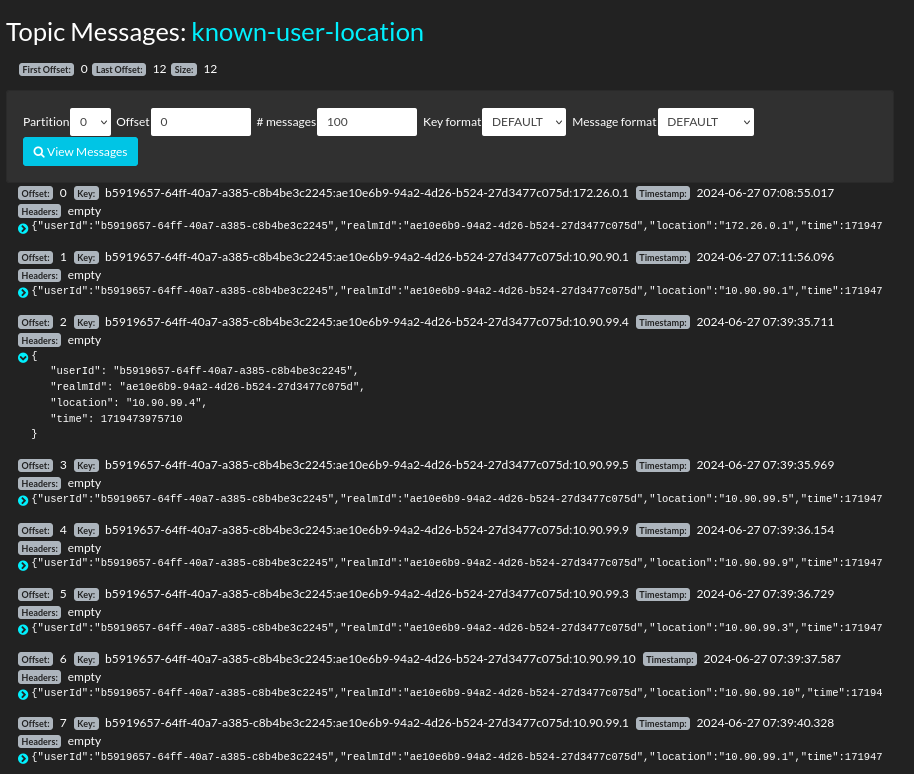 Topic Messages: known-user-location
First Offset: 0 Last Offset: 12 Size: 12
Partition 0 Offset 0 # messages 100 Key format DEFAULT Message format DEFAULT
View Messages
Offset: 0 Key: b5919657-64ff-40a7-a385-c8b4be3c2245:ae10e6b9-94a2-4d26-b524-27d3477c075d:172.26.0.1 Timestamp: 2024-06-27 07:08:55.017
Headers: empty
{"userId":"b5919657-64ff-40a7-a385-c8b4be3c2245","realmId":"ae10e6b9-94a2-4d26-b524-27d3477c075d","location":"172.26.0.1","time":171947
Offset: 1 Key: b5919657-64ff-40a7-a385-c8b4be3c2245:ae10e6b9-94a2-4d26-b524-27d3477c075d:10.90.90.1 Timestamp: 2024-06-27 07:11:56.096
Headers: empty
{"userId":"b5919657-64ff-40a7-a385-c8b4be3c2245","realmId":"ae10e6b9-94a2-4d26-b524-27d3477c075d","location":"10.90.90.1","time":171947
Offset: 2 Key: b5919657-64ff-40a7-a385-c8b4be3c2245:ae10e6b9-94a2-4d26-b524-27d3477c075d:10.90.99.4 Timestamp: 2024-06-27 07:39:35.711
Headers: empty
{
"userId": "b5919657-64ff-40a7-a385-c8b4be3c2245",
"realmId": "ae10e6b9-94a2-4d26-b524-27d3477c075d",
"location": "10.90.99.4",
"time": 1719473975710
}
Offset: 3 Key: b5919657-64ff-40a7-a385-c8b4be3c2245:ae10e6b9-94a2-4d26-b524-27d3477c075d:10.90.99.5 Timestamp: 2024-06-27 07:39:35.969
Headers: empty
{"userId":"b5919657-64ff-40a7-a385-c8b4be3c2245","realmId":"ae10e6b9-94a2-4d26-b524-27d3477c075d","location":"10.90.99.5","time":171947
Offset: 4 Key: b5919657-64ff-40a7-a385-c8b4be3c2245:ae10e6b9-94a2-4d26-b524-27d3477c075d:10.90.99.9 Timestamp: 2024-06-27 07:39:36.154
Headers: empty
{"userId":"b5919657-64ff-40a7-a385-c8b4be3c2245","realmId":"ae10e6b9-94a2-4d26-b524-27d3477c075d","location":"10.90.99.9","time":171947
Offset: 5 Key: b5919657-64ff-40a7-a385-c8b4be3c2245:ae10e6b9-94a2-4d26-b524-27d3477c075d:10.90.99.3 Timestamp: 2024-06-27 07:39:36.729
Headers: empty
{"userId":"b5919657-64ff-40a7-a385-c8b4be3c2245","realmId":"ae10e6b9-94a2-4d26-b524-27d3477c075d","location":"10.90.99.3","time":171947
Offset: 6 Key: b5919657-64ff-40a7-a385-c8b4be3c2245:ae10e6b9-94a2-4d26-b524-27d3477c075d:10.90.99.10 Timestamp: 2024-06-27 07:39:37.587
Headers: empty
{"userId":"b5919657-64ff-40a7-a385-c8b4be3c2245","realmId":"ae10e6b9-94a2-4d26-b524-27d3477c075d","location":"10.90.99.10","time":17194
Offset: 7 Key: b5919657-64ff-40a7-a385-c8b4be3c2245:ae10e6b9-94a2-4d26-b524-27d3477c075d:10.90.99.1 Timestamp: 2024-06-27 07:39:40.328
Headers: empty
{"userId":"b5919657-64ff-40a7-a385-c8b4be3c2245","realmId":"ae10e6b9-94a2-4d26-b524-27d3477c075d","location":"10.90.99.1","time":171947